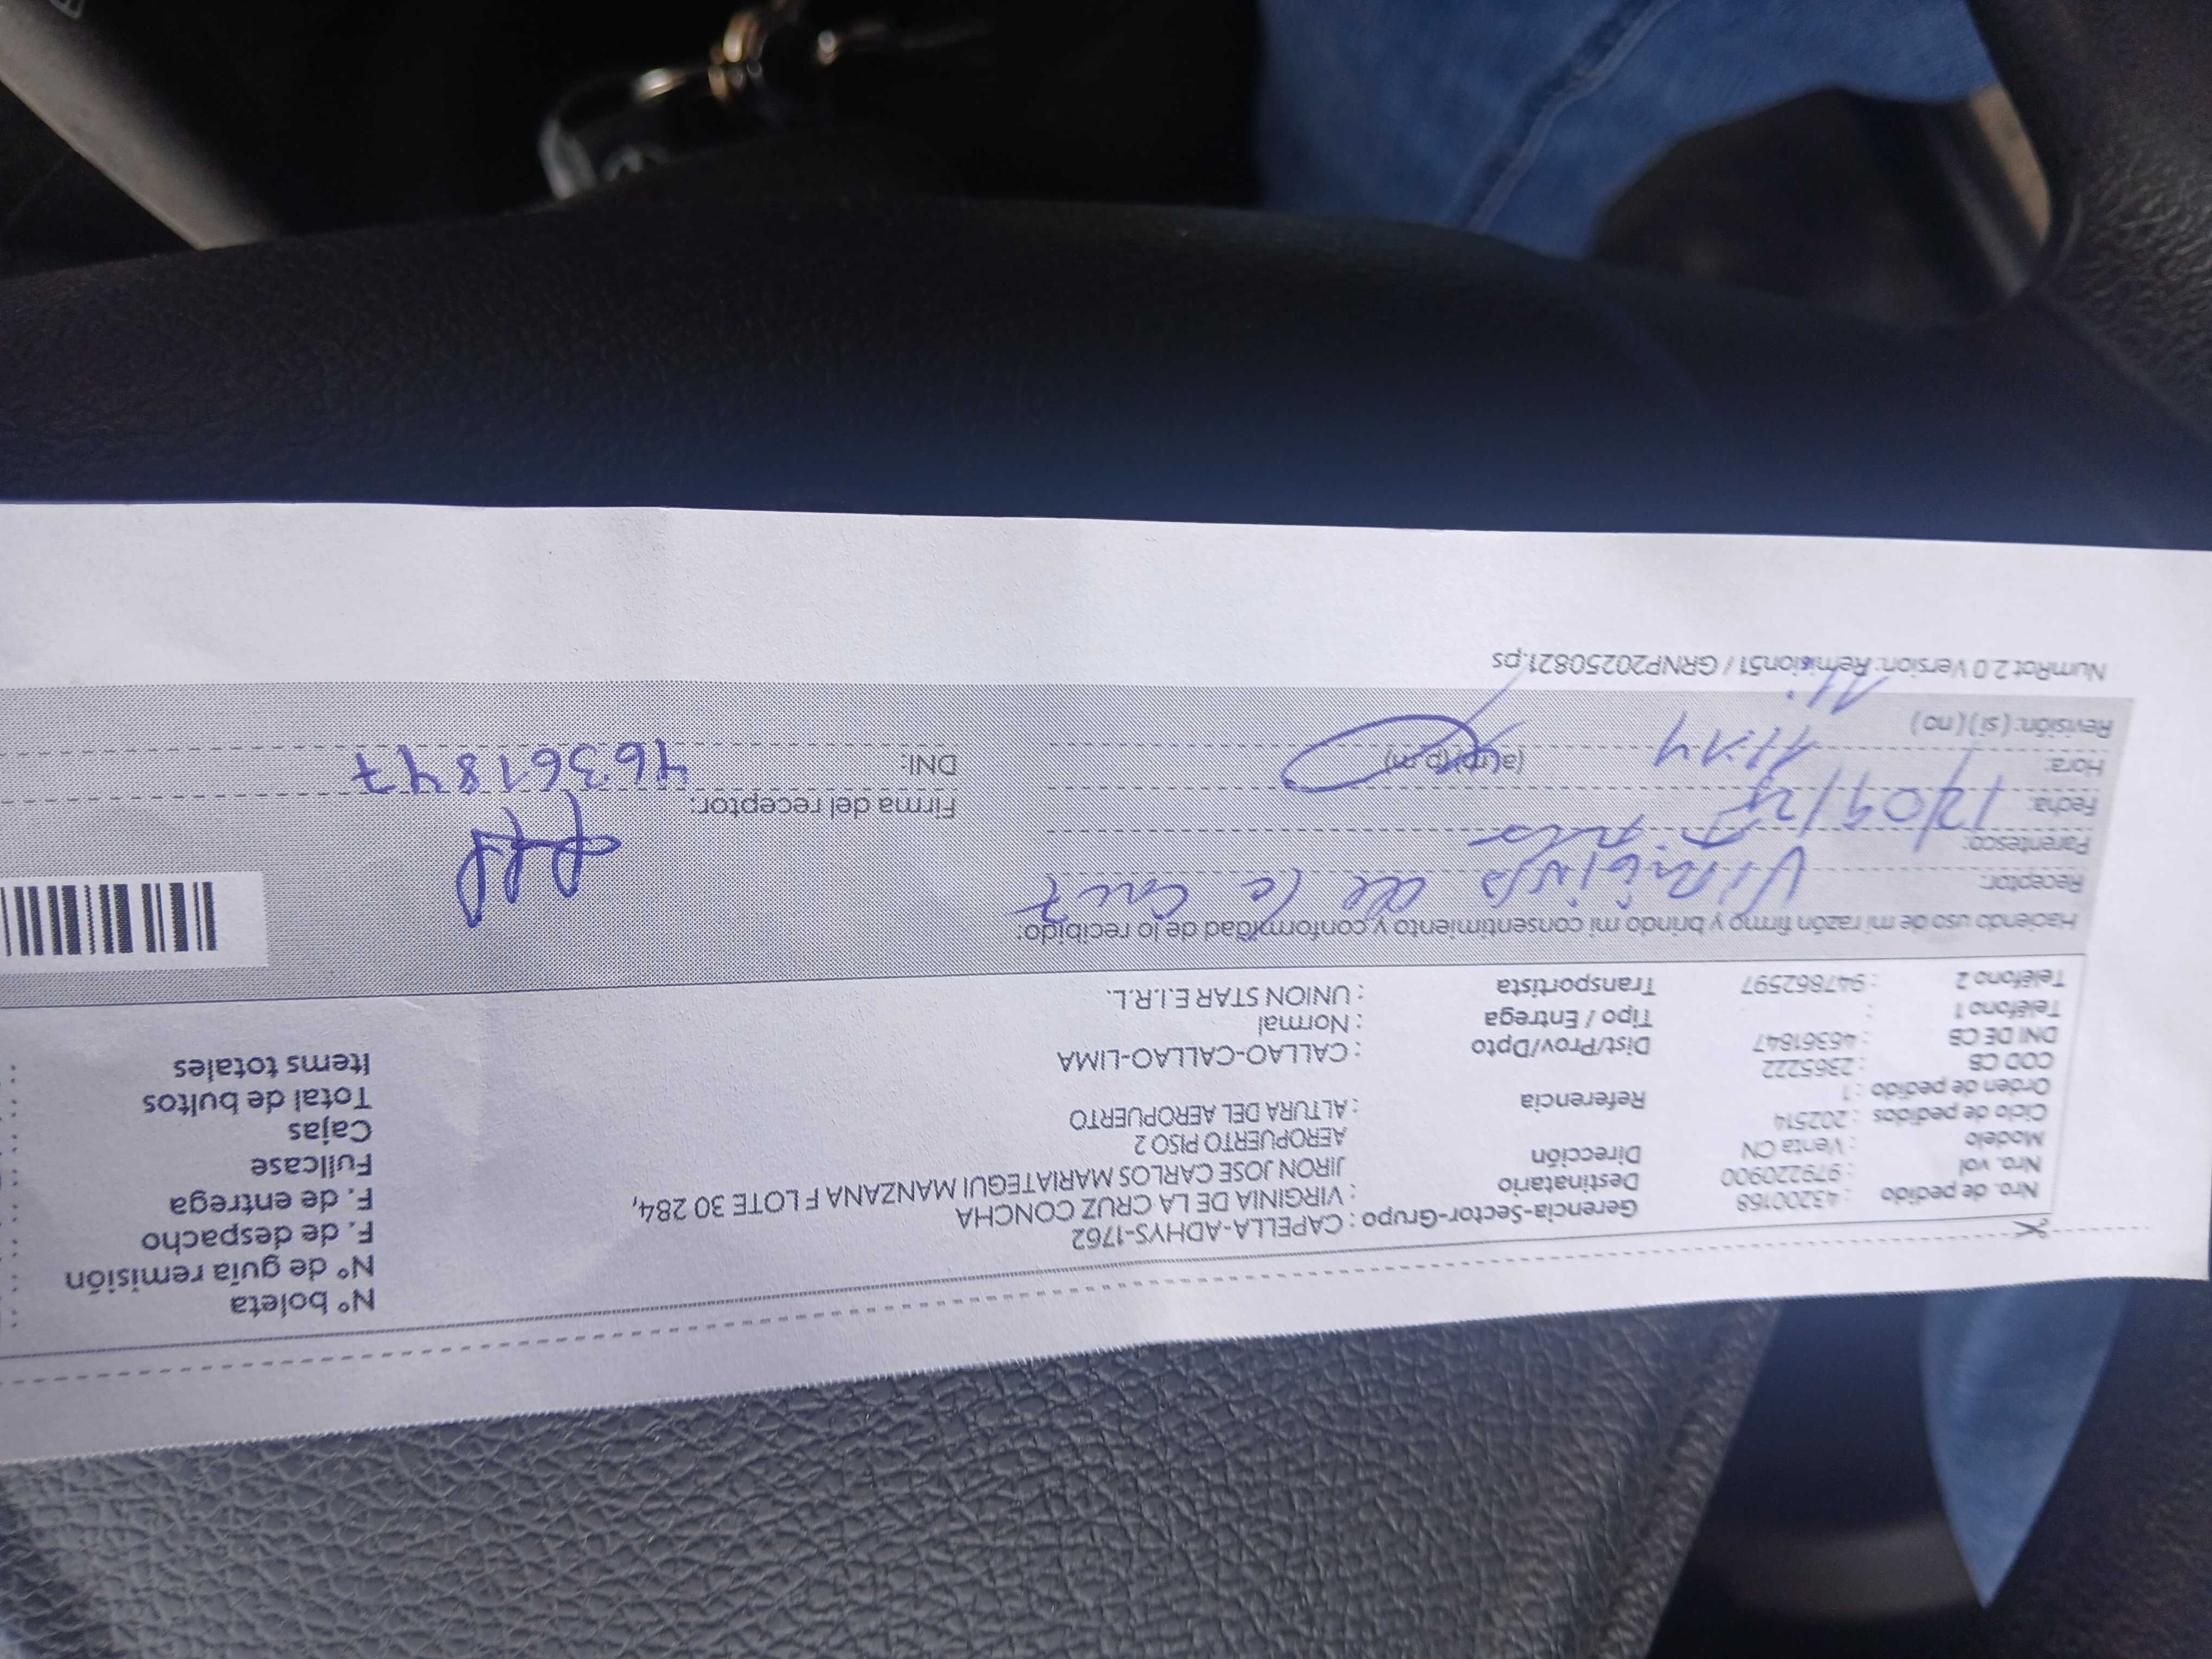 Nº boleta :
Nº de guía remisión :
F. de despacho :
F. de entrega :
Fullcase :
Cajas :
Total de bultos :
Items totales :
Nro. de pedido : 43200168
Nro. vol : 979220900
Modelo : Venta CN
Ciclo de pedidos : 202514
Orden de pedido : 1
COD CB : 2365222
DNI DE CB : 46361847
Teléfono 1 :
Teléfono 2 : 947862597
Gerencia-Sector-Grupo : CAPELLA-ADHYS-1762
Destinatario : VIRGINIA DE LA CRUZ CONCHA
Dirección JIRON JOSE CARLOS MARIATEGUI MANZANA F LOTE 30 284,
AEROPUERTO PISO 2
Referencia : ALTURA DEL AEROPUERTO
Dist/Prov/Dpto : CALLAO-CALLAO-LIMA
Tipo / Entrega : Normal
Transportista : UNION STAR E.I.R.L.
Haciendo uso de mi razón firmo y brindo mi consentimiento y conformidad de lo recibido:
Receptor: Virginia de la Cruz
Parentesco:
Fecha: 12/09/25
Hora: 11:14 (a.m)(p.m)
Revisión: (si) (no)
Firma del receptor:
DNI: 46361847
NumRot 2.0 Version: Remision51 / GRNP20250821.ps